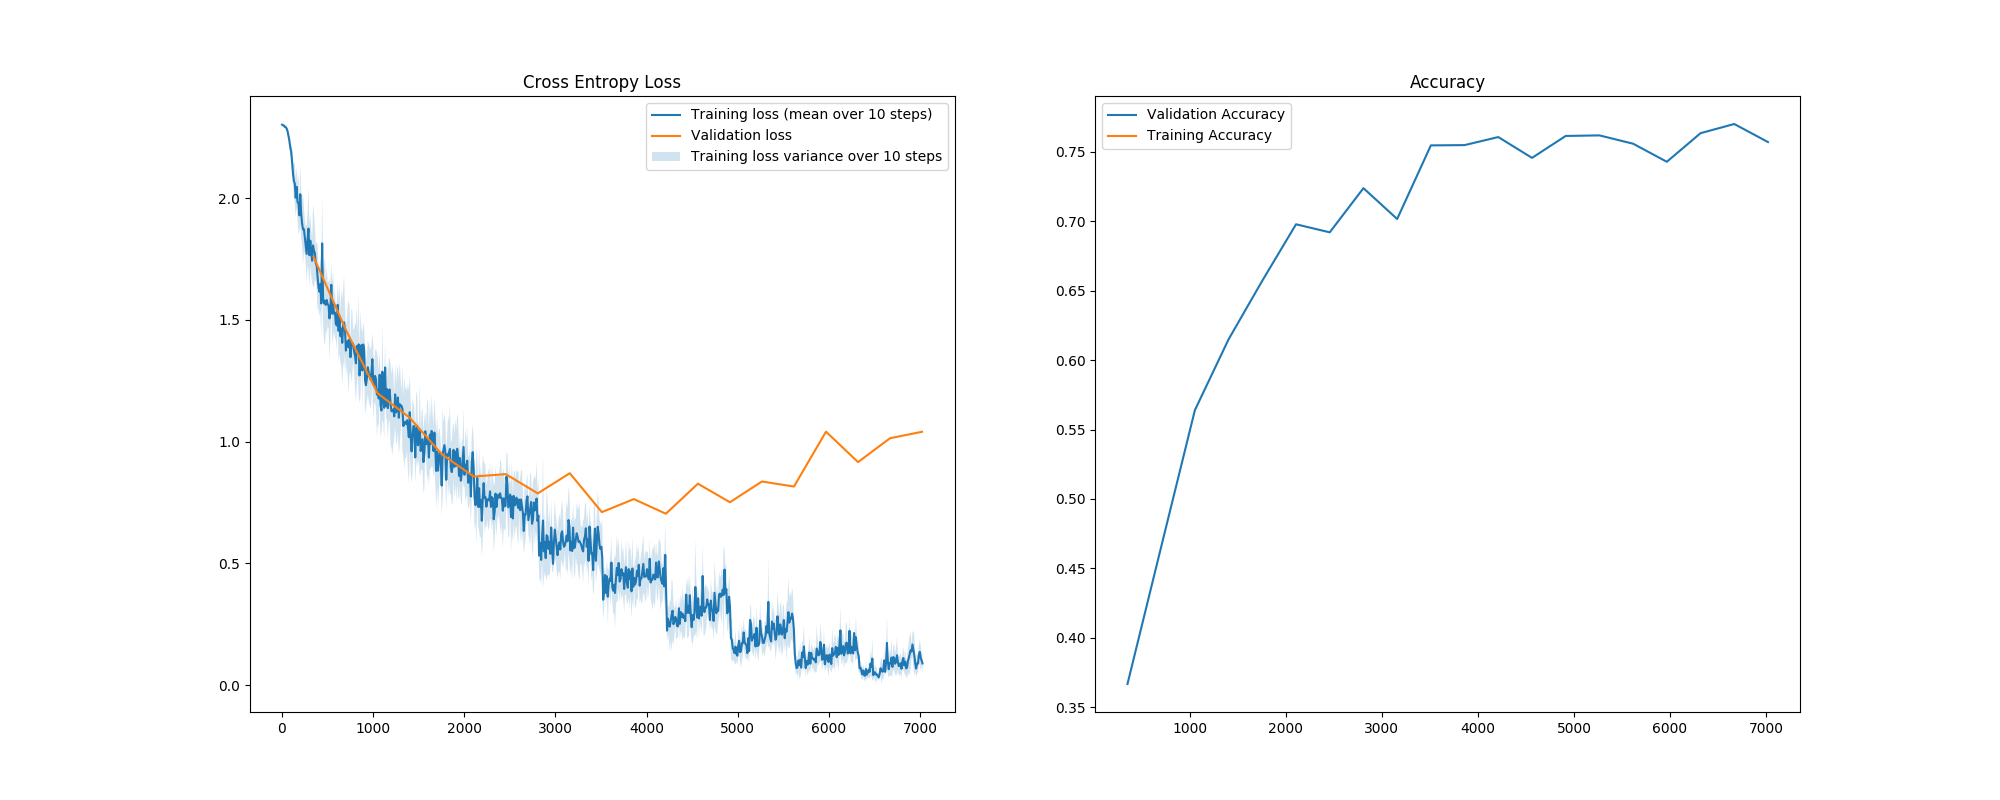 Cross Entropy Loss
Training loss (mean over 10 steps)
Validation loss
Training loss variance over 10 steps
2.0
1.5
1.0
0.5
0.0
0 1000 2000 3000 4000 5000 6000 7000
Accuracy
Validation Accuracy
Training Accuracy
0.75
0.70
0.65
0.60
0.55
0.50
0.45
0.40
0.35
1000 2000 3000 4000 5000 6000 7000